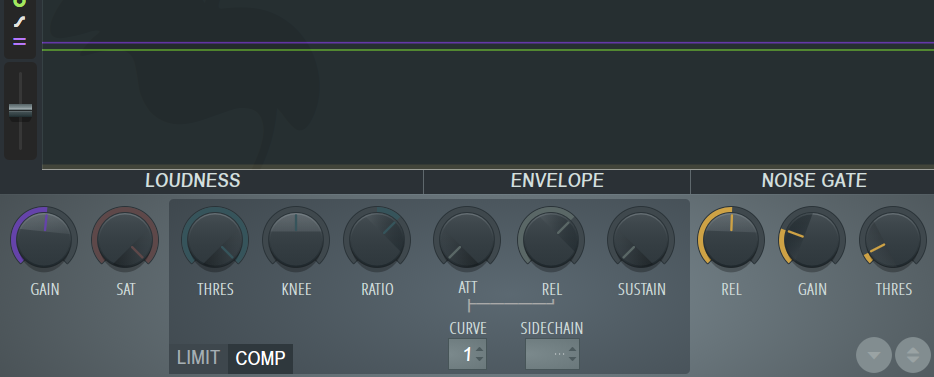 LOUDNESS ENVELOPE NOISE GATE
GAIN SAT THRES KNEE RATIO ATT REL SUSTAIN REL GAIN THRES
CURVE SIDECHAIN
1 ...
LIMIT COMP